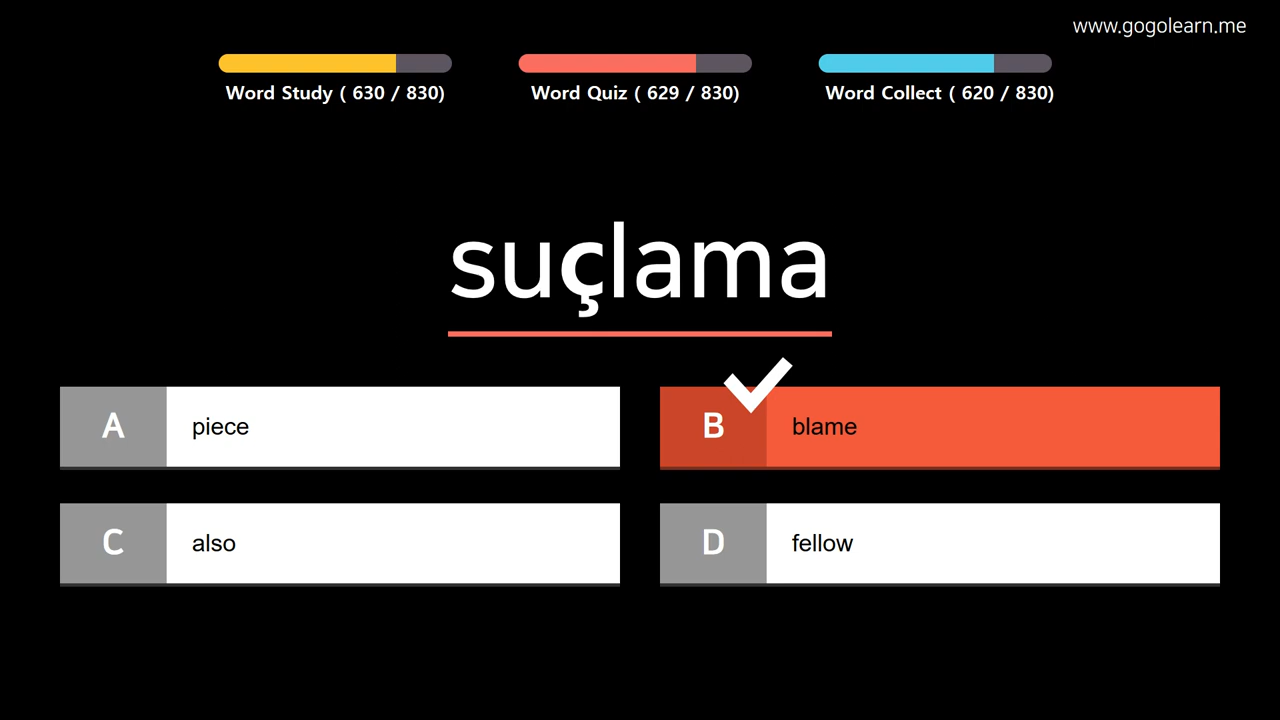 www.gogolearn.me
Word Study ( 630 / 830)
Word Quiz ( 629 / 830)
Word Collect ( 620 / 830)
suçlama
A piece
B blame
C also
D fellow